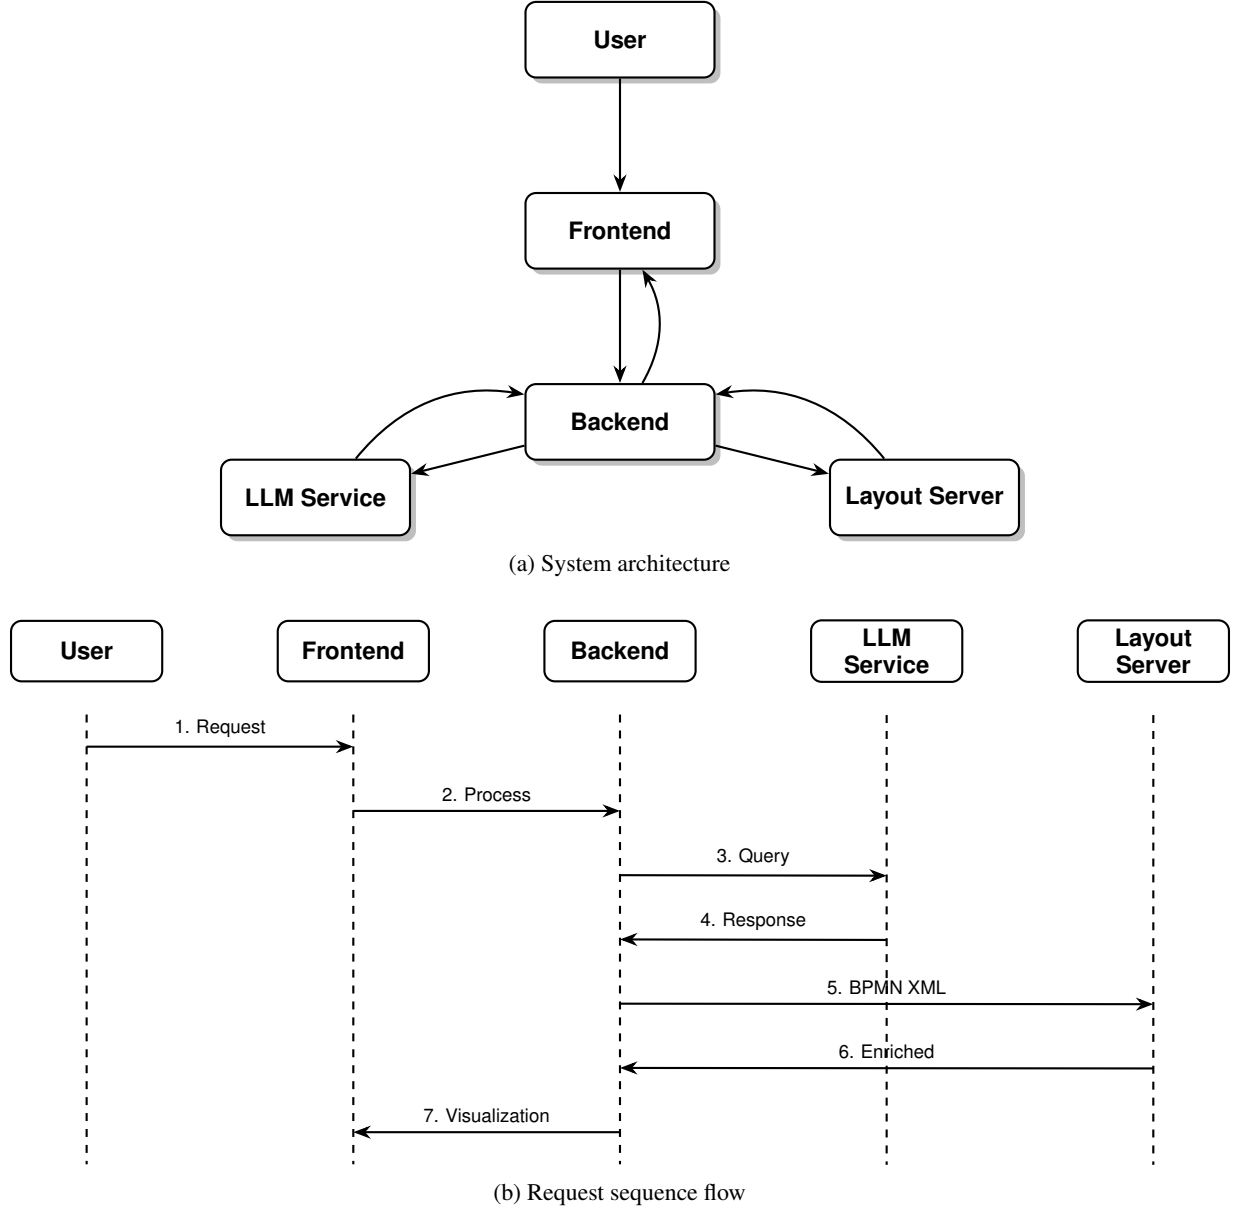 User
Frontend
Backend
LLM Service
Layout Server
(a) System architecture
User
Frontend
Backend
LLM
Service
Layout
Server
1. Request
2. Process
3. Query
4. Response
5. BPMN XML
6. Enriched
7. Visualization
(b) Request sequence flow